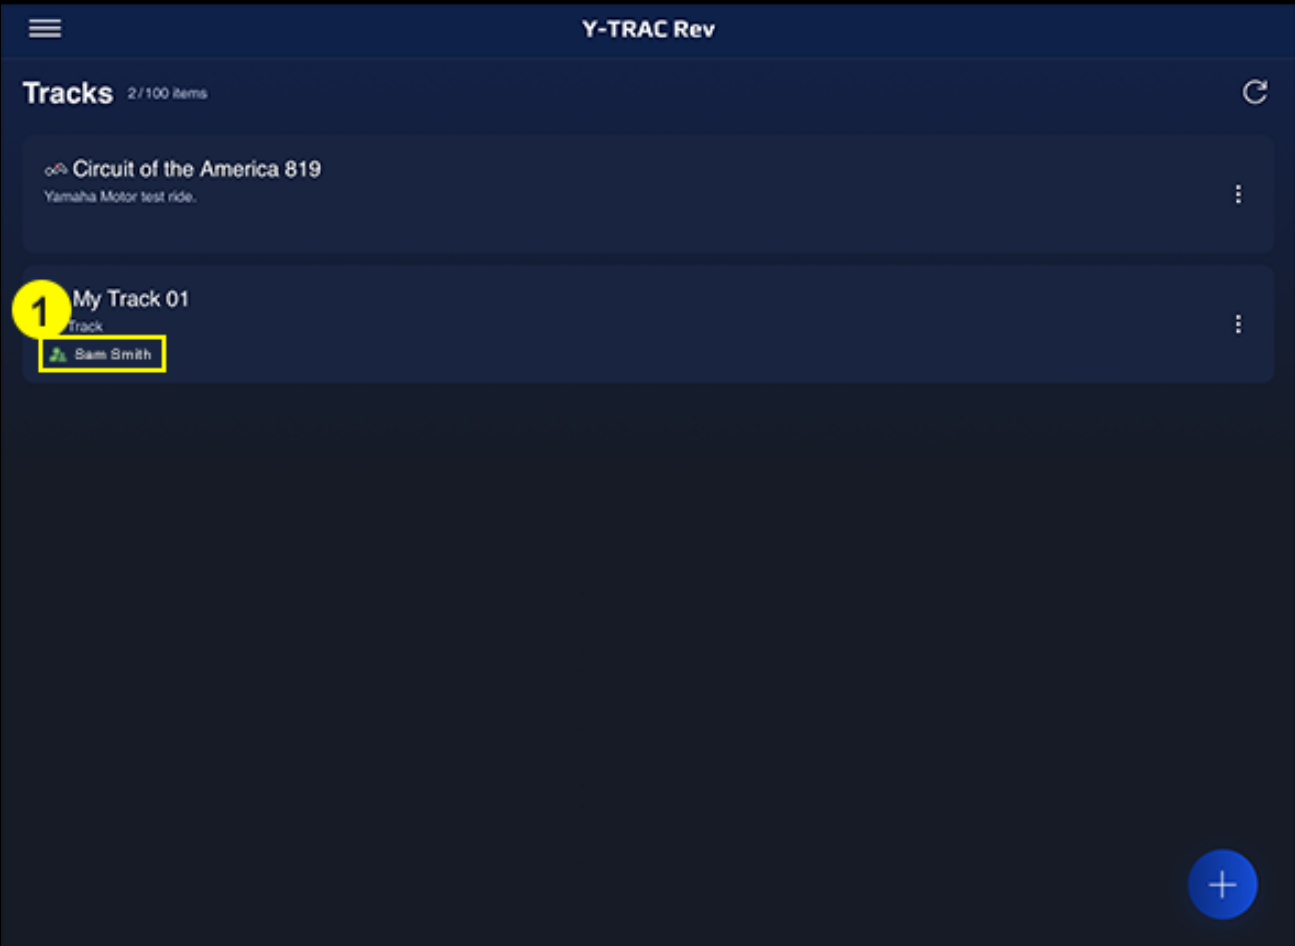 Y-TRAC Rev
Tracks 2/100 items
Circuit of the America 819
Yamaha Motor test ride.
My Track 01
1
Track
Sam Smith